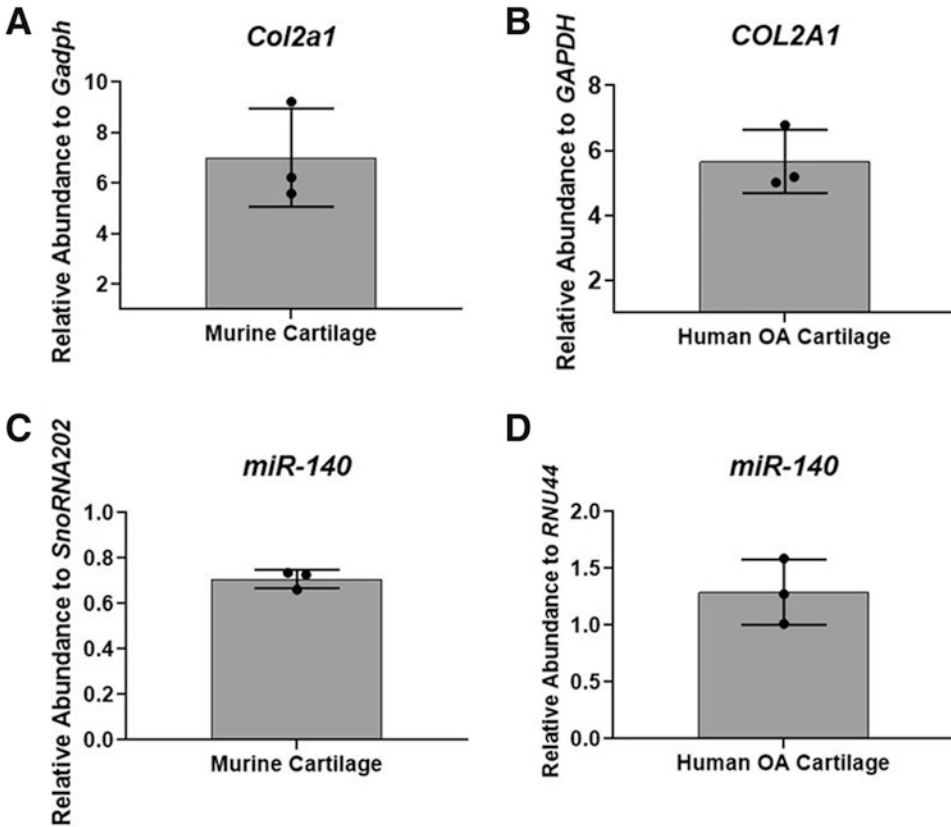 A
Col2a1
Relative Abundance to Gadph
10
8
6
4
2
Murine Cartilage
B
COL2A1
Relative Abundance to GAPDH
8
6
4
2
Human OA Cartilage
C
miR-140
Relative Abundance to SnoRNA202
1.0
0.8
0.6
0.4
0.2
0.0
Murine Cartilage
D
miR-140
Relative Abundance to RNU44
2.0
1.5
1.0
0.5
0.0
Human OA Cartilage